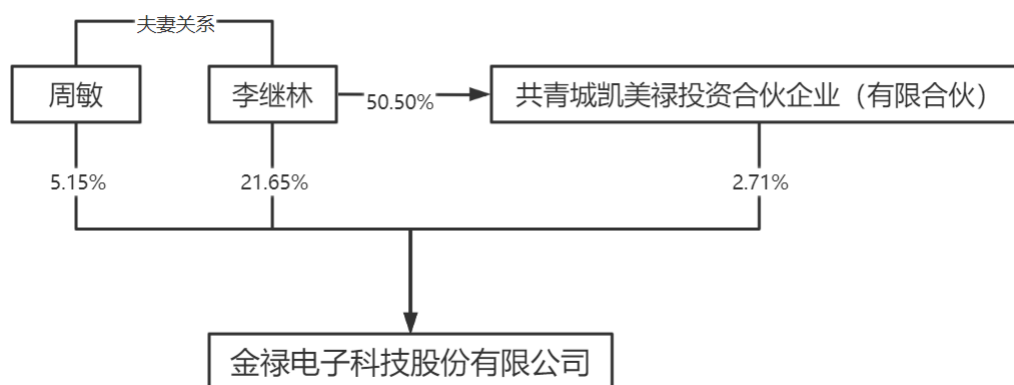 夫妻关系
周敏
李继林
50.50%
共青城凯美禄投资合伙企业（有限合伙）
5.15%
21.65%
2.71%
金禄电子科技股份有限公司